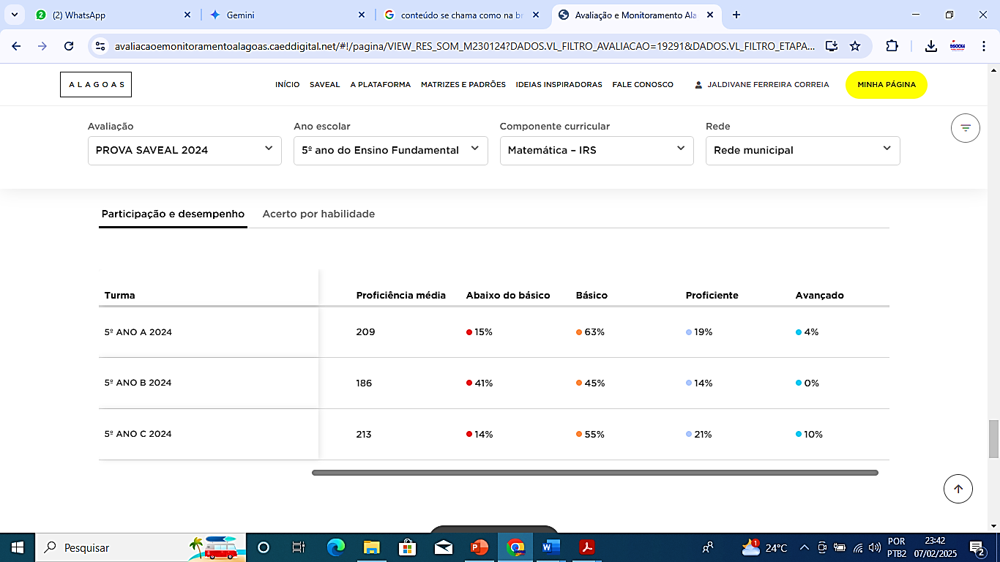 (2) WhatsApp
Gemini
conteúdo se chama como na br
Avaliação e Monitoramento Ala
avaliacaoemonitoramentoalagoas.caeddigital.net/#!/pagina/VIEW_RES_SOM_M230124?DADOS.VL_FILTRO_AVALIACAO=19291&DADOS.VL_FILTRO_ETAPA...
ALAGOAS
INÍCIO SAVEAL A PLATAFORMA MATRIZES E PADRÕES IDEIAS INSPIRADORAS FALE CONOSCO JALDIVANE FERREIRA CORREIA MINHA PÁGINA
Avaliação Ano escolar Componente curricular Rede
PROVA SAVEAL 2024 5º ano do Ensino Fundamental Matemática – IRS Rede municipal
Participação e desempenho Acerto por habilidade
Turma Proficiência média Abaixo do básico Básico Proficiente Avançado
5º ANO A 2024 209 15% 63% 19% 4%
5º ANO B 2024 186 41% 45% 14% 0%
5º ANO C 2024 213 14% 55% 21% 10%
Pesquisar 24°C POR 23:42
PTB2 07/02/2025